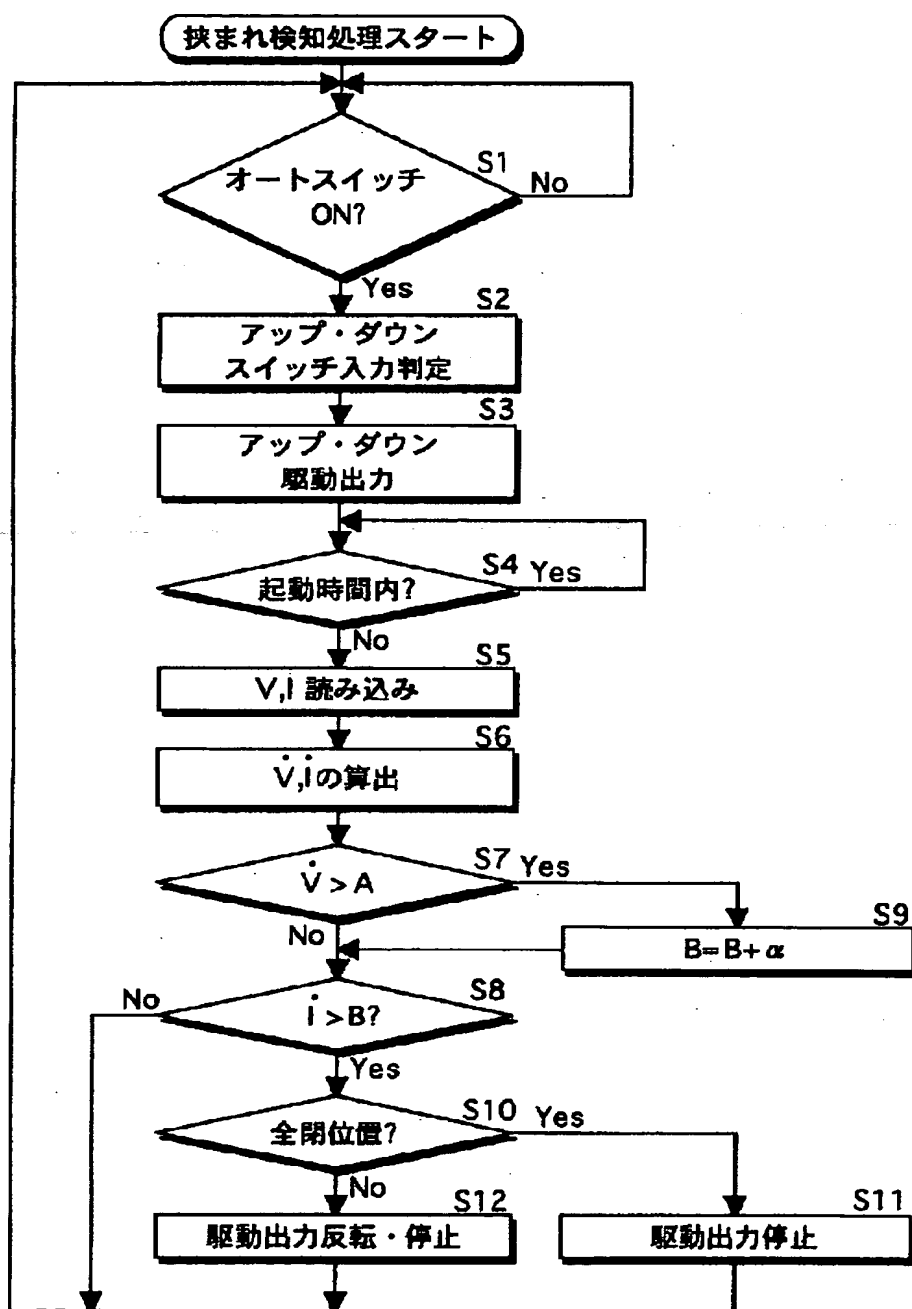 挟まれ検知処理スタート
S1
オートスイッチ
ON?
No
Yes
S2
アップ・ダウン
スイッチ入力判定
S3
アップ・ダウン
駆動出力
S4
起動時間内?
Yes
No
S5
V,I 読み込み
S6
V̇,İの算出
S7
V̇>A
Yes
No
S9
B=B+α
S8
İ>B?
No
Yes
S10
全閉位置?
Yes
No
S12
駆動出力反転・停止
S11
駆動出力停止